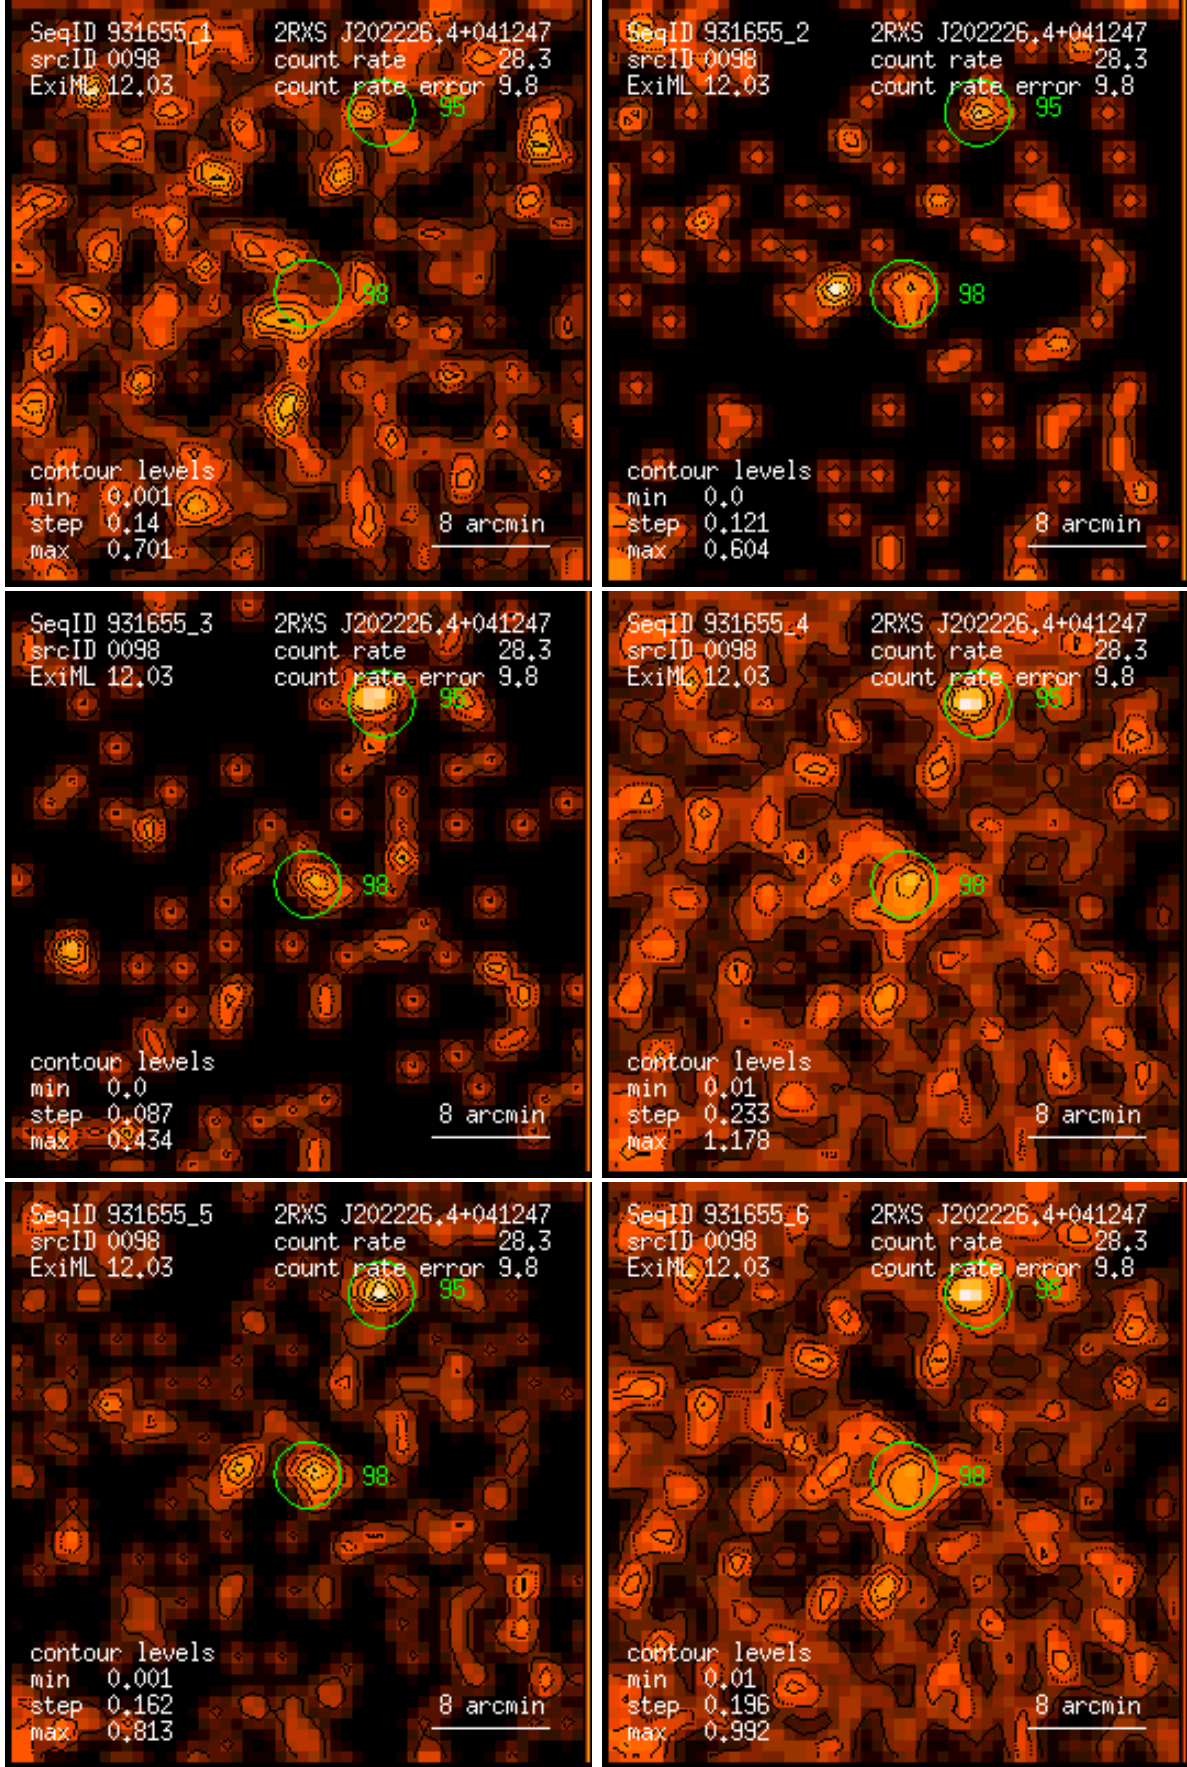 SeqID 931655_1 2RXS J202226.4+041247
srcID 0098 count rate 28.3
ExiML 12.03 count rate error 9.8
95
98
contour levels
min 0.001
step 0.14 8 arcmin
max 0.701
SeqID 931655_2 2RXS J202226.4+041247
srcID 0098 count rate 28.3
ExiML 12.03 count rate error 9.8
95
98
contour levels
min 0.0
step 0.121 8 arcmin
max 0.604
SeqID 931655_3 2RXS J202226.4+041247
srcID 0098 count rate 28.3
ExiML 12.03 count rate error 9.8
95
98
contour levels
min 0.0
step 0.087 8 arcmin
max 0.434
SeqID 931655_4 2RXS J202226.4+041247
srcID 0098 count rate 28.3
ExiML 12.03 count rate error 9.8
95
98
contour levels
min 0.01
step 0.233 8 arcmin
max 1.178
SeqID 931655_5 2RXS J202226.4+041247
srcID 0098 count rate 28.3
ExiML 12.03 count rate error 9.8
95
98
contour levels
min 0.001
step 0.162 8 arcmin
max 0.813
SeqID 931655_6 2RXS J202226.4+041247
srcID 0098 count rate 28.3
ExiML 12.03 count rate error 9.8
95
98
contour levels
min 0.01
step 0.196 8 arcmin
max 0.992